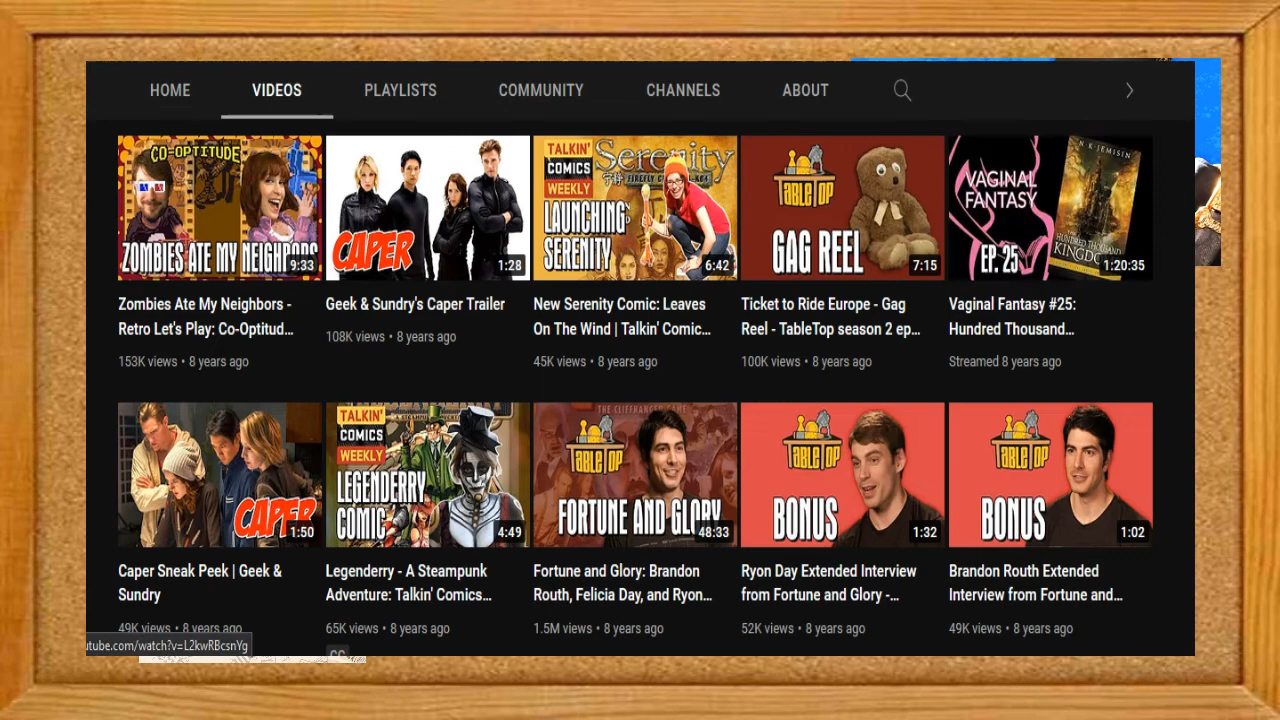 HOME VIDEOS PLAYLISTS COMMUNITY CHANNELS ABOUT
CO-OPTITUDE
ZOMBIES ATE MY NEIGHBORS
9:33
CAPER
1:28
TALKIN'
COMICS
WEEKLY
Serenity
LAUNCHING
SERENITY
6:42
TABLETOP
GAG REEL
7:15
VAGINAL
FANTASY
EP. 25
N K JEMISIN
1:20:35
Zombies Ate My Neighbors -
Retro Let's Play: Co-Optitud...
153K views • 8 years ago
Geek & Sundry's Caper Trailer
108K views • 8 years ago
New Serenity Comic: Leaves
On The Wind | Talkin' Comic...
45K views • 8 years ago
Ticket to Ride Europe - Gag
Reel - TableTop season 2 ep...
100K views • 8 years ago
Vaginal Fantasy #25:
Hundred Thousand...
Streamed 8 years ago
CAPER
1:50
TALKIN'
COMICS
WEEKLY
LEGENDERRY
COMIC
4:49
THE CLIFFHANGER GAME
TABLETOP
FORTUNE AND GLORY
48:33
TABLETOP
BONUS
1:32
TABLETOP
BONUS
1:02
Caper Sneak Peek | Geek &
Sundry
49K views • 8 years ago
Legenderry - A Steampunk
Adventure: Talkin' Comics...
65K views • 8 years ago
CC
Fortune and Glory: Brandon
Routh, Felicia Day, and Ryon...
1.5M views • 8 years ago
Ryon Day Extended Interview
from Fortune and Glory -...
52K views • 8 years ago
Brandon Routh Extended
Interview from Fortune and...
49K views • 8 years ago
utube.com/watch?v=L2kwRBcsnYg